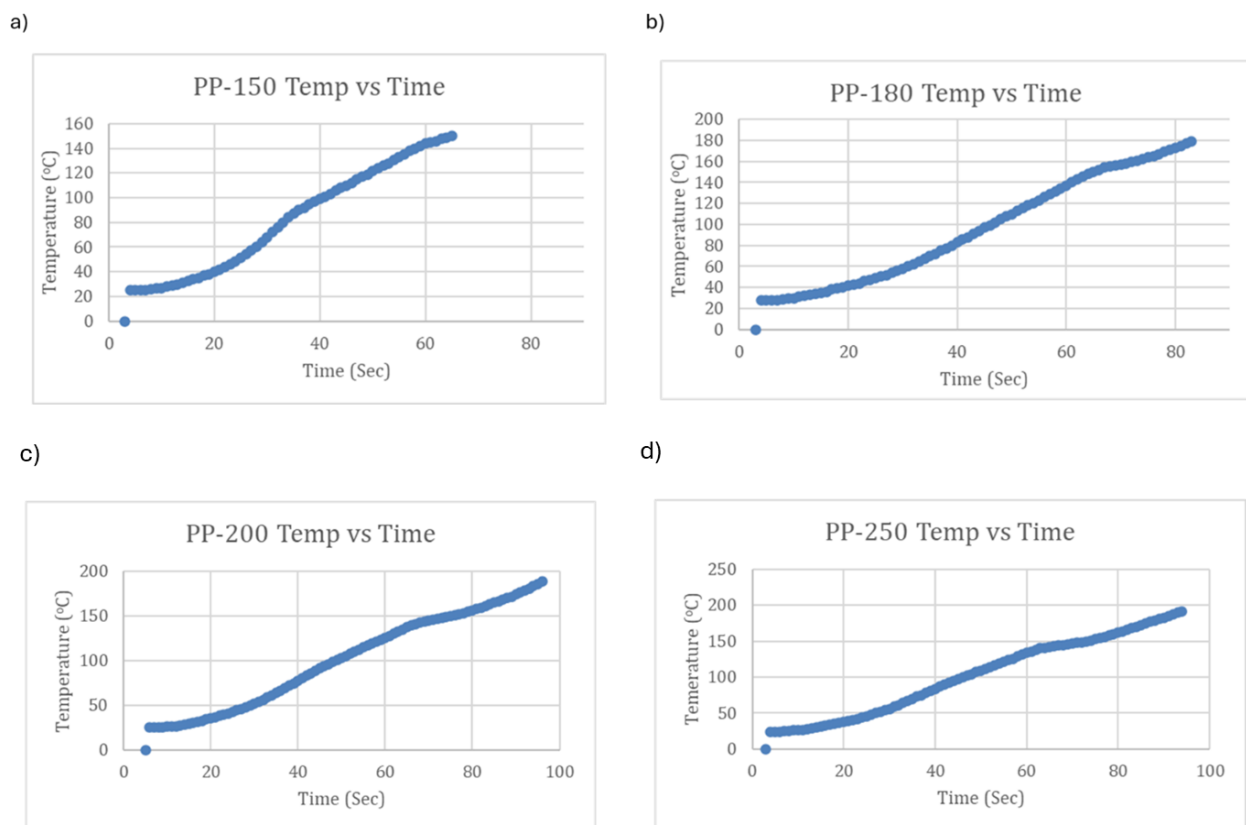 a)
PP-150 Temp vs Time
160
140
120
100
80
60
40
20
0
Temperature (ᵒC)
0 20 40 60 80
Time (Sec)
b)
PP-180 Temp vs Time
200
180
160
140
120
100
80
60
40
20
0
Temperature (ᵒC)
0 20 40 60 80
Time (Sec)
c)
PP-200 Temp vs Time
200
150
100
50
0
Temperature (ᵒC)
0 20 40 60 80 100
Time (Sec)
d)
PP-250 Temp vs Time
250
200
150
100
50
0
Temerature (ᵒC)
0 20 40 60 80 100
Time (Sec)